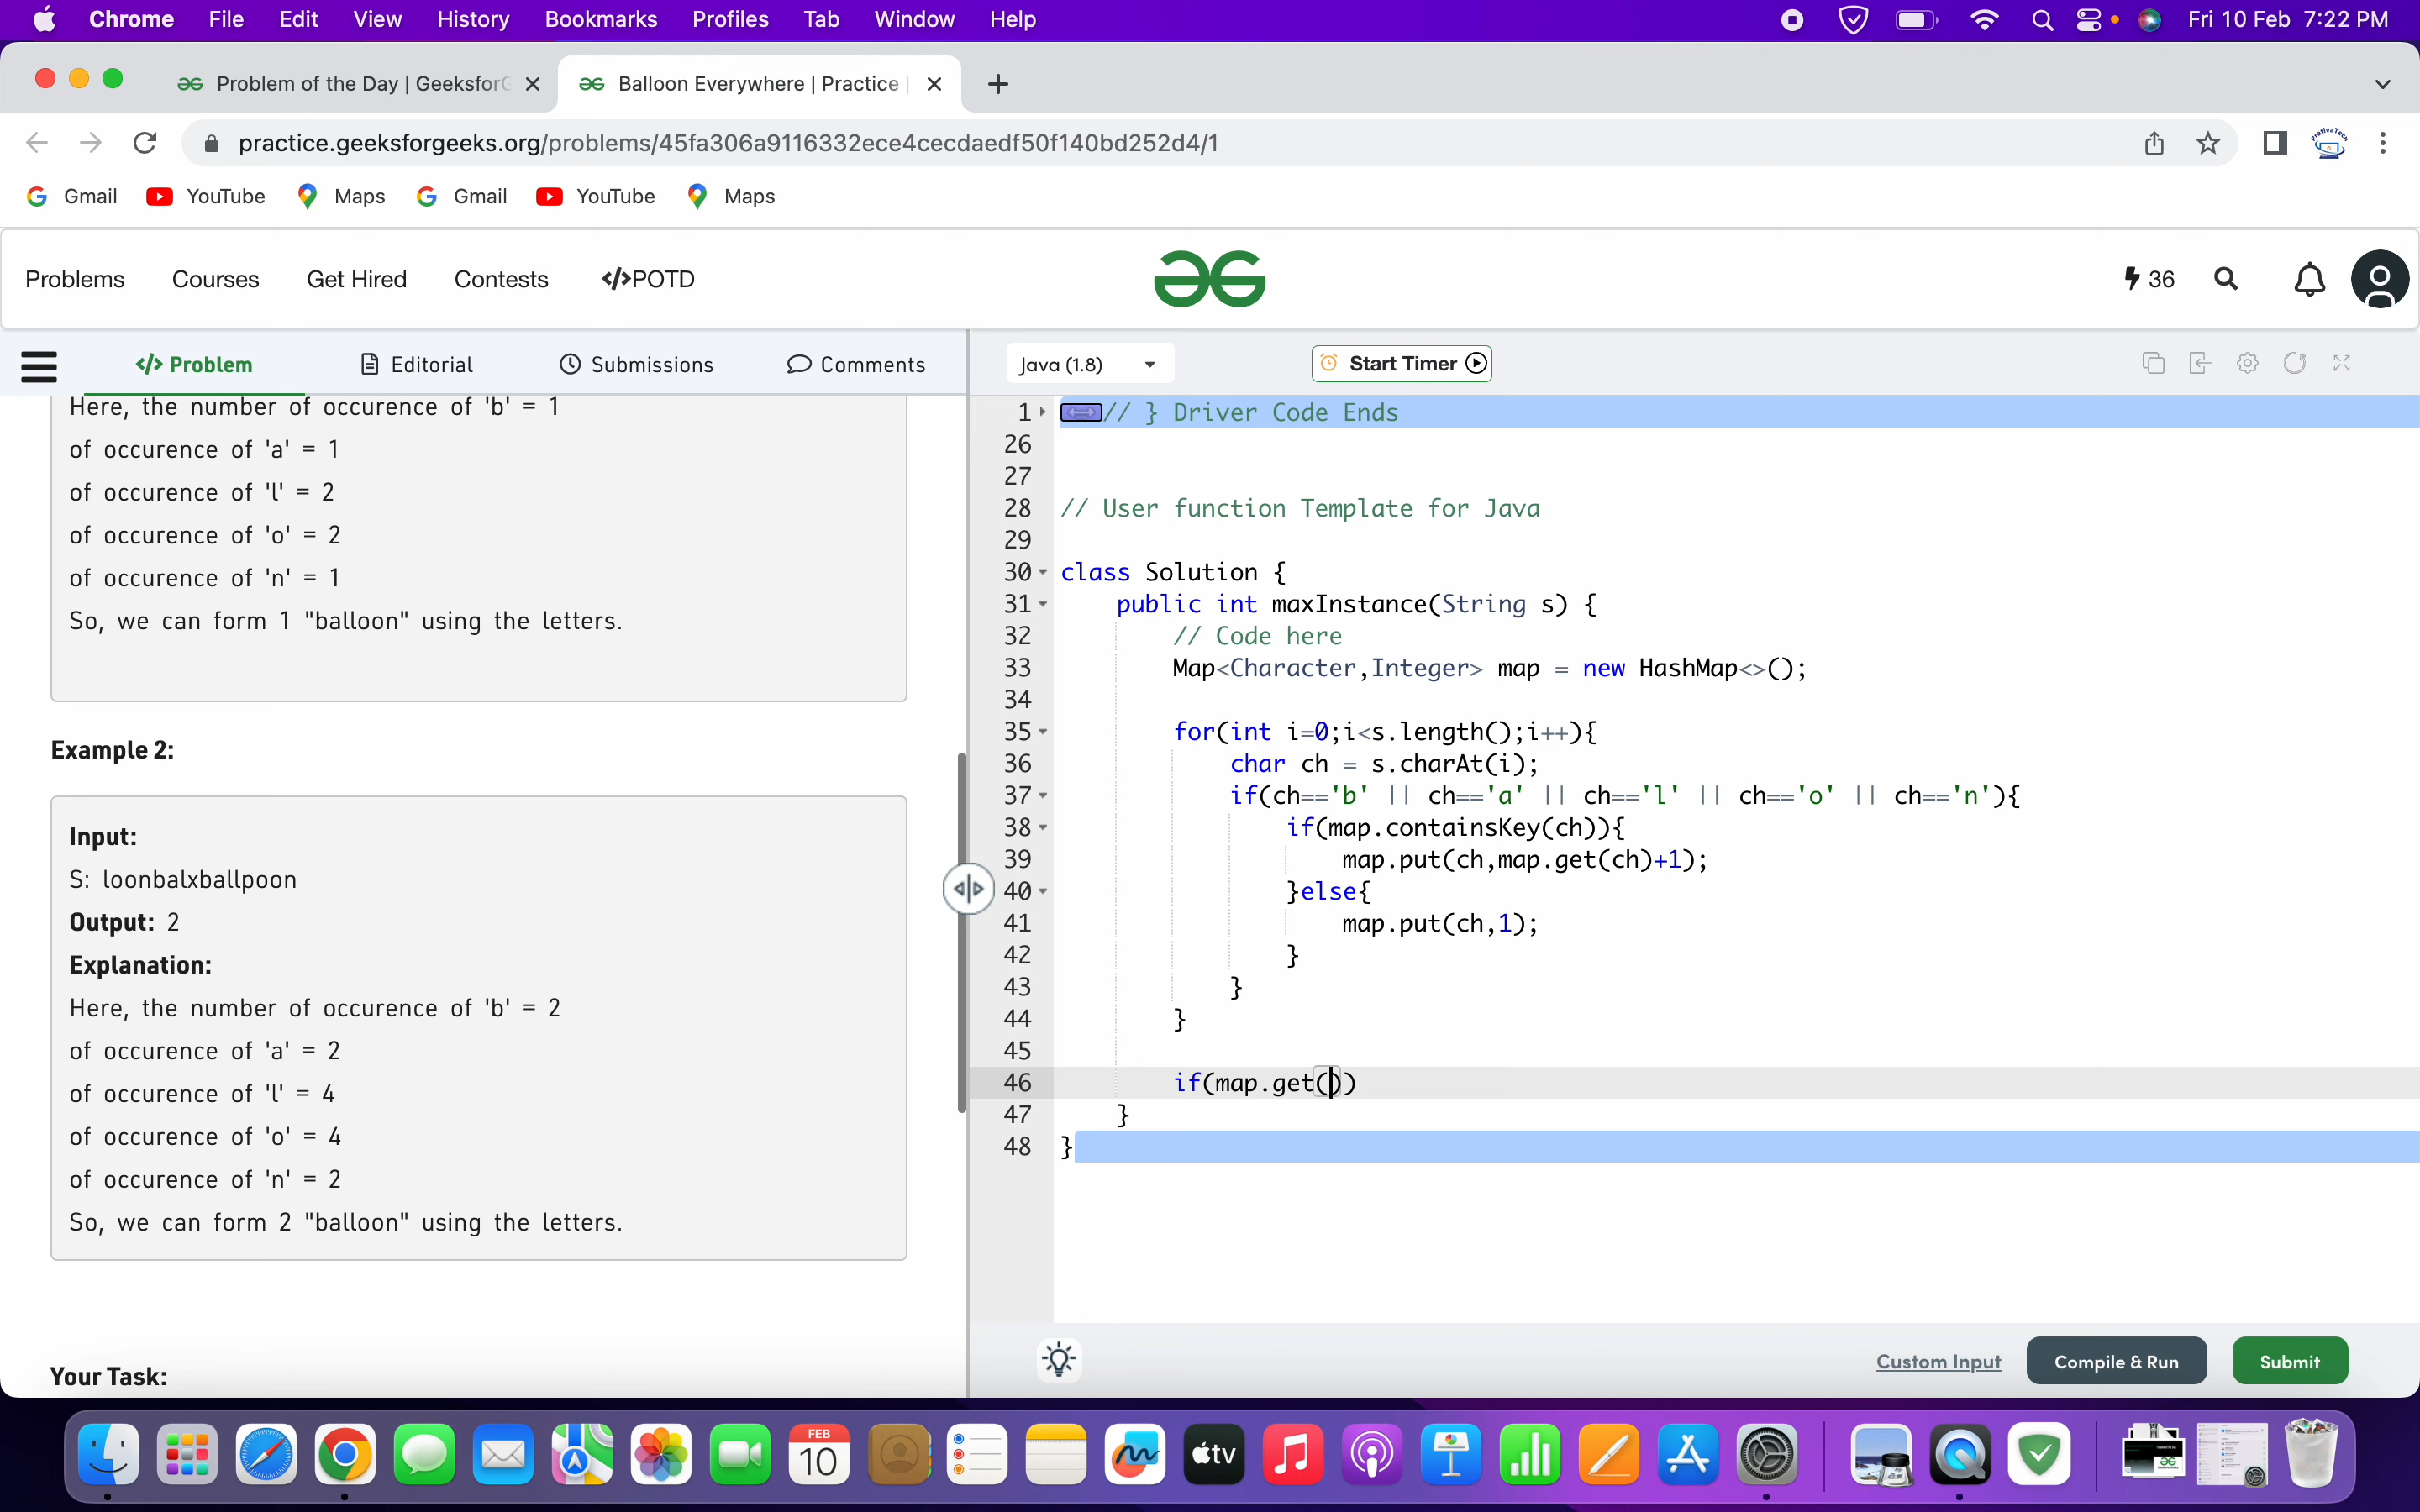 Chrome File Edit View History Bookmarks Profiles Tab Window Help Fri 10 Feb 7:22 PM
Problem of the Day | Geeksfor Balloon Everywhere | Practice |
practice.geeksforgeeks.org/problems/45fa306a9116332ece4cecdaedf50f140bd252d4/1
Gmail YouTube Maps Gmail YouTube Maps
Problems Courses Get Hired Contests </>POTD 36
</> Problem Editorial Submissions Comments
Here, the number of occurence of 'b' = 1
of occurence of 'a' = 1
of occurence of 'l' = 2
of occurence of 'o' = 2
of occurence of 'n' = 1
So, we can form 1 "balloon" using the letters.
Example 2:
Input:
S: loonbalxballpoon
Output: 2
Explanation:
Here, the number of occurence of 'b' = 2
of occurence of 'a' = 2
of occurence of 'l' = 4
of occurence of 'o' = 4
of occurence of 'n' = 2
So, we can form 2 "balloon" using the letters.
Your Task:
Java (1.8) Start Timer
1 // } Driver Code Ends
26
27
28 // User function Template for Java
29
30 class Solution {
31 public int maxInstance(String s) {
32 // Code here
33 Map<Character,Integer> map = new HashMap<>();
34
35 for(int i=0;i<s.length();i++){
36 char ch = s.charAt(i);
37 if(ch=='b' || ch=='a' || ch=='l' || ch=='o' || ch=='n'){
38 if(map.containsKey(ch)){
39 map.put(ch,map.get(ch)+1);
40 }else{
41 map.put(ch,1);
42 }
43 }
44 }
45
46 if(map.get())
47 }
48 }
Custom Input Compile & Run Submit
FEB
10
tv